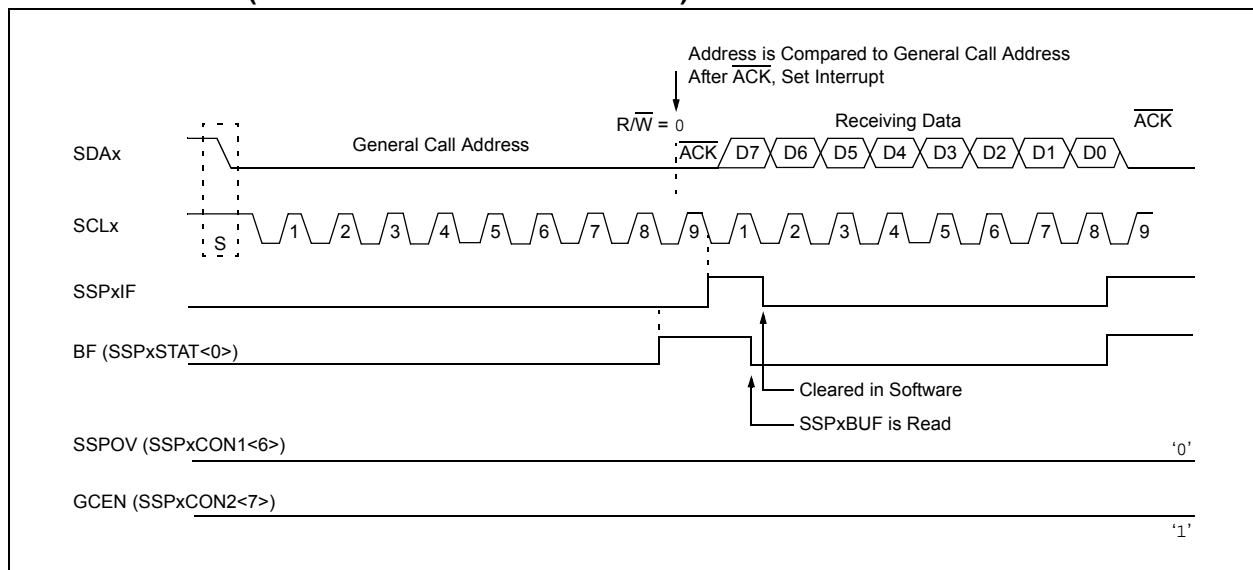 Address is Compared to General Call Address
After ACK, Set Interrupt
R/W = 0
Receiving Data
ACK
SDAx
General Call Address
ACK D7 D6 D5 D4 D3 D2 D1 D0
SCLx
S 1 2 3 4 5 6 7 8 9 1 2 3 4 5 6 7 8 9
SSPxIF
BF (SSPxSTAT<0>)
Cleared in Software
SSPxBUF is Read
SSPOV (SSPxCON1<6>)
‘0’
GCEN (SSPxCON2<7>)
‘1’